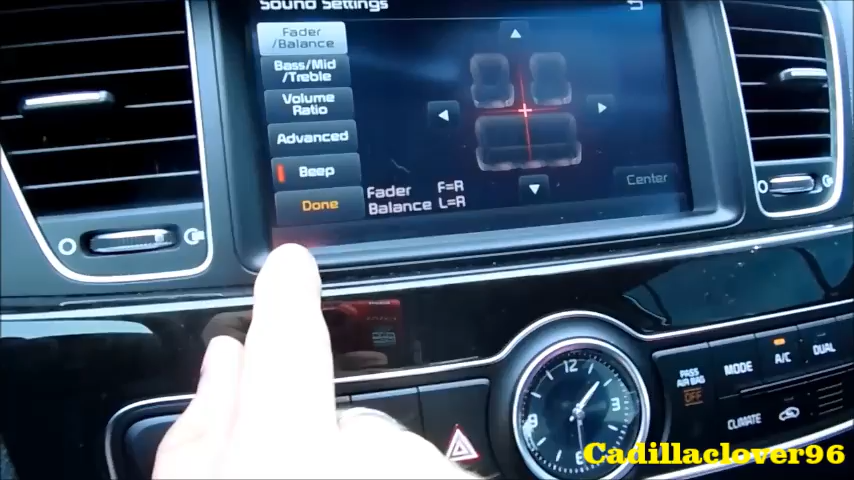 Sound Settings
Fader
/Balance
Bass/Mid
/Treble
Volume
Ratio
Advanced
Beep
Done
Fader F=R
Balance L=R
Center
12
3
9
PASS
AIR BAG
OFF
MODE
A/C
DUAL
CLIMATE
Cadillaclover96